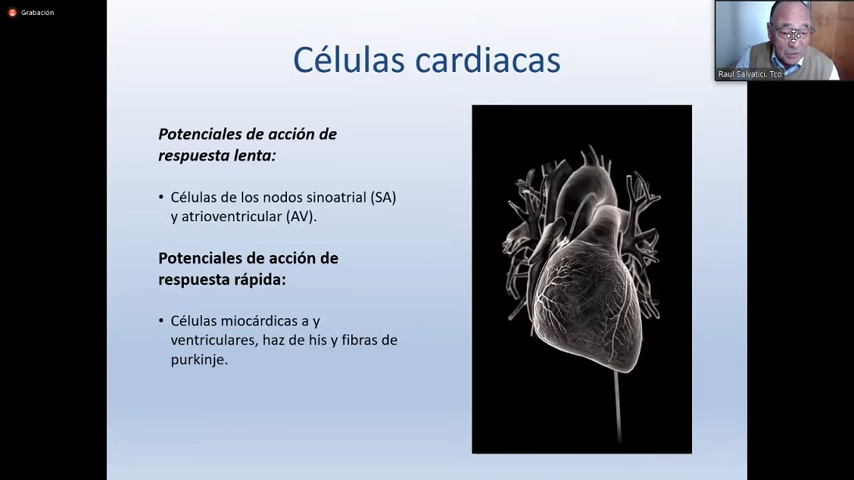 Grabación
Células cardiacas
Potenciales de acción de
respuesta lenta:
• Células de los nodos sinoatrial (SA)
y atrioventricular (AV).
Potenciales de acción de
respuesta rápida:
• Células miocárdicas a y
ventriculares, haz de his y fibras de
purkinje.
Raul Salvatici. Tco